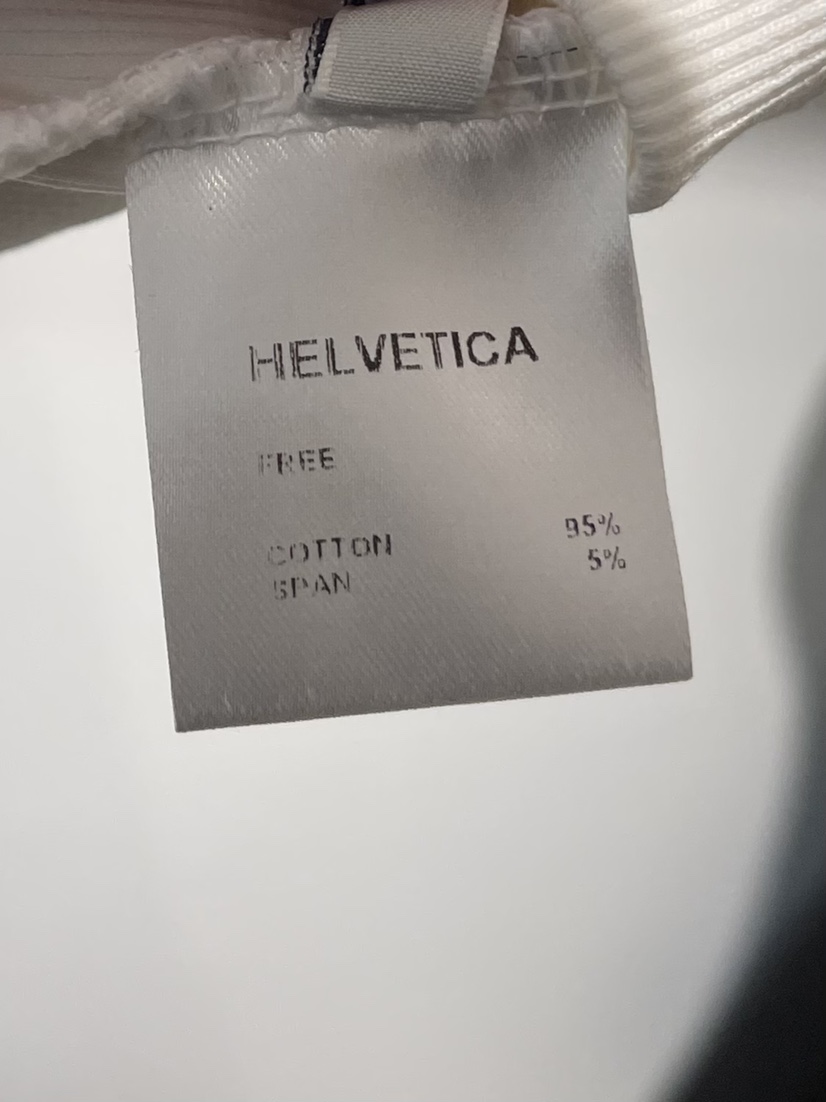 HELVETICA
FREE
COTTON 95%
SPAN 5%